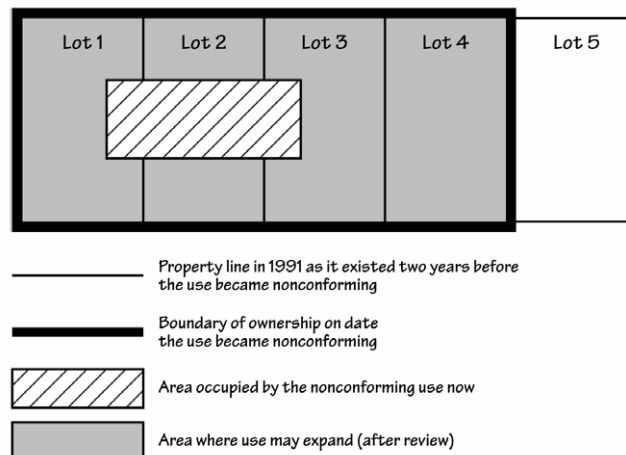 Lot 1 Lot 2 Lot 3 Lot 4 Lot 5
Property line in 1991 as it existed two years before
the use became nonconforming
Boundary of ownership on date
the use became nonconforming
Area occupied by the nonconforming use now
Area where use may expand (after review)